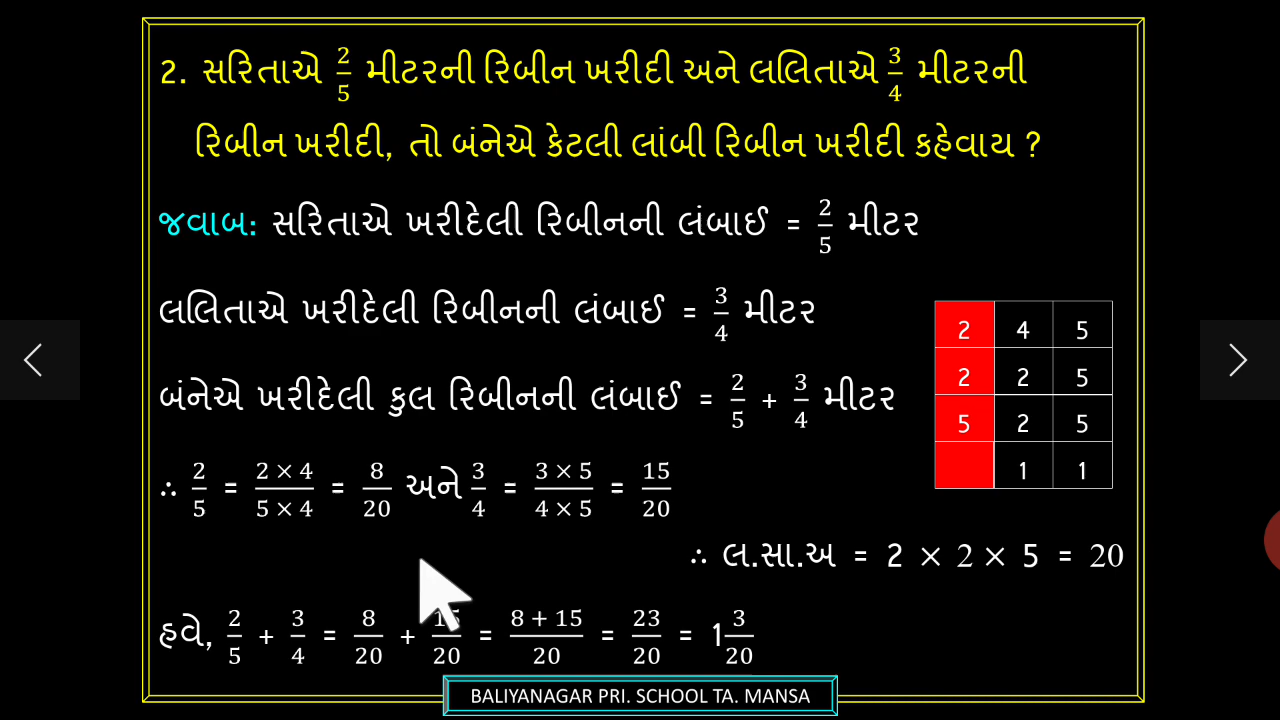 2. સરિતાએ 2/5 મીટરની રિબીન ખરીદી અને લલિતાએ 3/4 મીટરની
રિબીન ખરીદી, તો બંનેએ કેટલી લાંબી રિબીન ખરીદી કહેવાય ?
જવાબ: સરિતાએ ખરીદેલી રિબીનની લંબાઈ = 2/5 મીટર
લલિતાએ ખરીદેલી રિબીનની લંબાઈ = 3/4 મીટર
બંનેએ ખરીદેલી કુલ રિબીનની લંબાઈ = 2/5 + 3/4 મીટર
2 4 5
2 2 5
5 2 5
1 1
∴ 2/5 = (2 × 4)/(5 × 4) = 8/20 અને 3/4 = (3 × 5)/(4 × 5) = 15/20
∴ લ.સા.અ = 2 × 2 × 5 = 20
હવે, 2/5 + 3/4 = 8/20 + 15/20 = (8 + 15)/20 = 23/20 = 1 3/20
BALIYANAGAR PRI. SCHOOL TA. MANSA